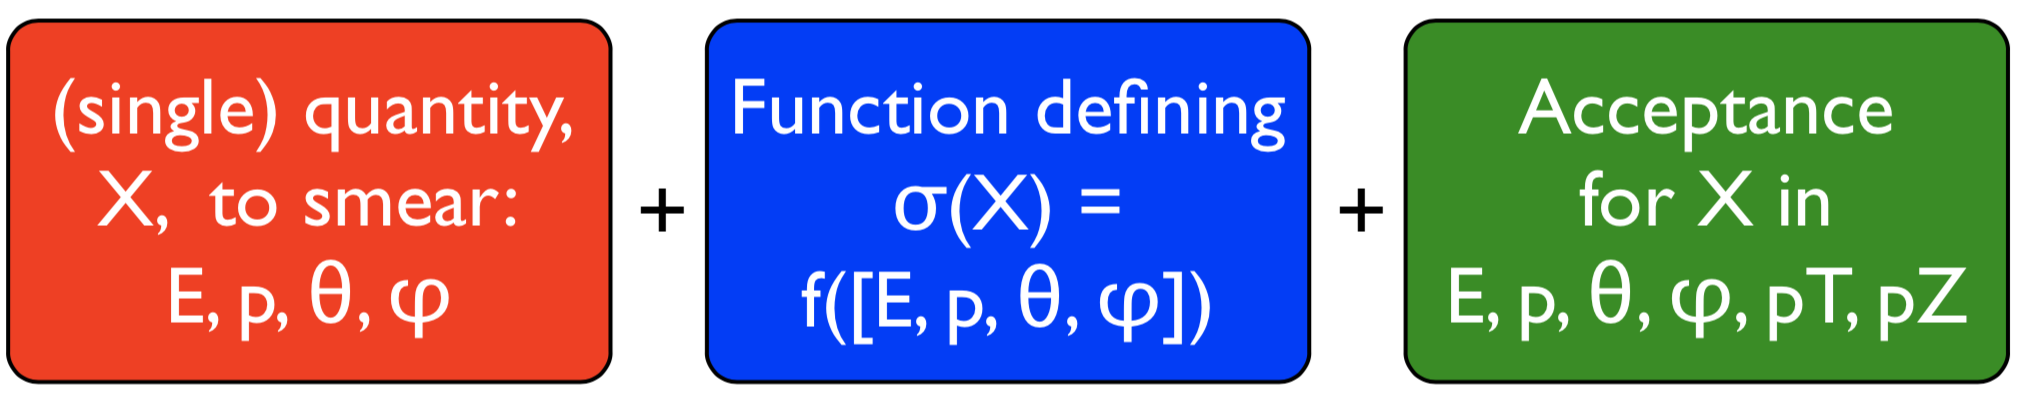 (single) quantity,
X, to smear:
E, p, θ, φ
+
Function defining
σ(X) =
f([E, p, θ, φ])
+
Acceptance
for X in
E, p, θ, φ, pT, pZ